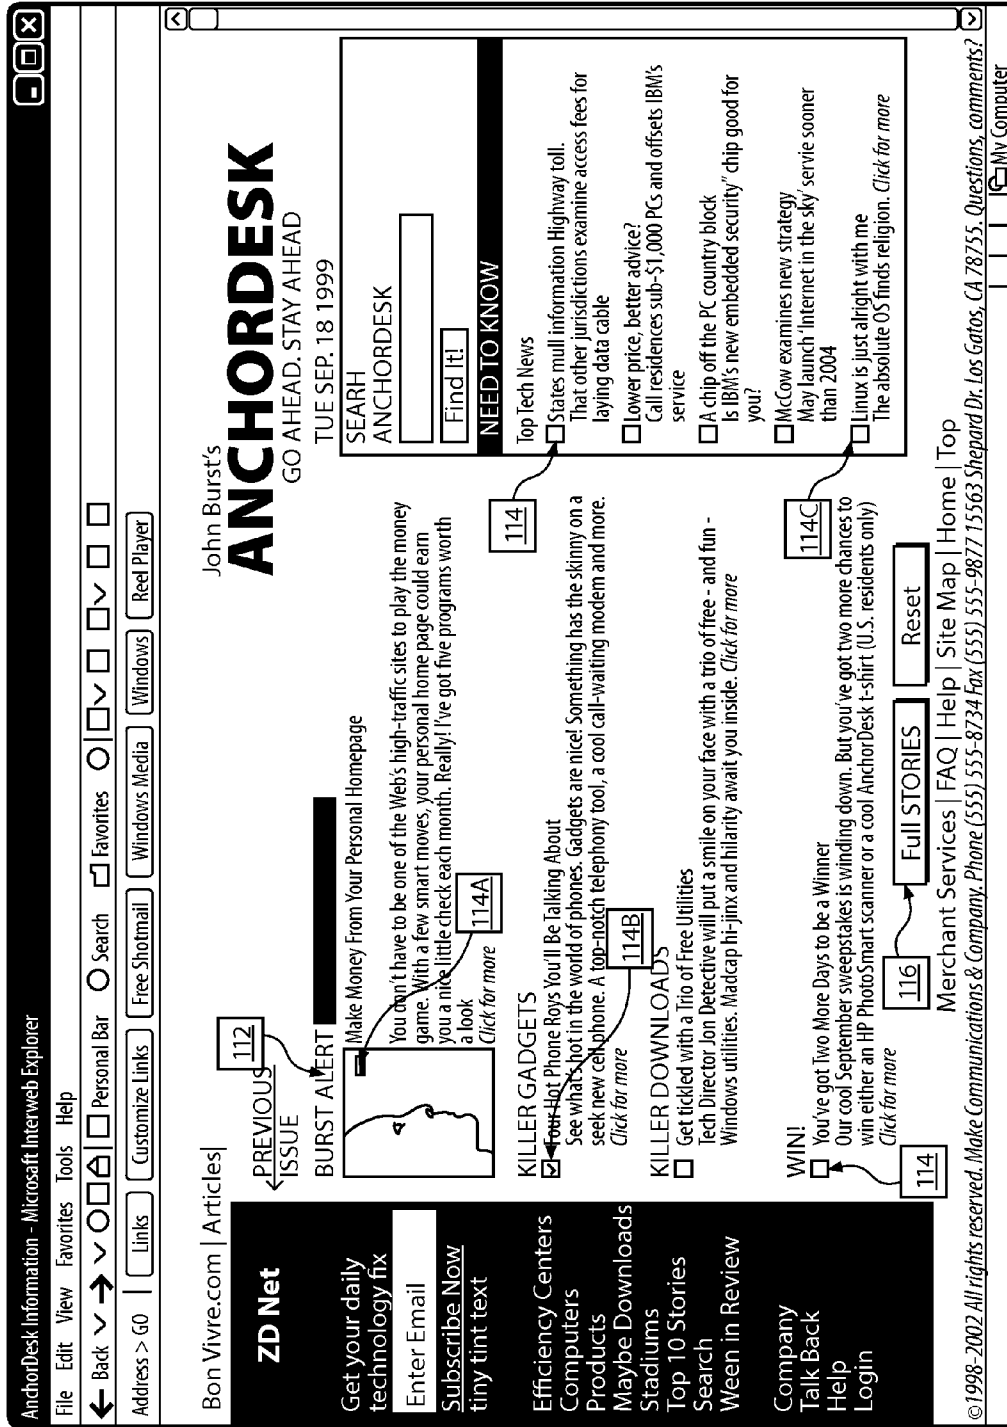 AnchorDesk Information - Microsoft Interweb Explorer
File Edit View Favorites Tools Help
Back Personal Bar Search Favorites
Address > GO Links Customize Links Free Shotmail Windows Media Windows Reel Player
Bon Vivre.com | Articles|
ZD Net
Get your daily
technology fix
Enter Email
Subscribe Now
tiny tint text
Efficiency Centers
Computers
Products
Maybe Downloads
Stadiums
Top 10 Stories
Search
Ween in Review
Company
Talk Back
Help
Login
PREVIOUS
ISSUE
112
BURST ALERT
Make Money From Your Personal Homepage
You don't have to be one of the Web's high-traffic sites to play the money
game. With a few smart moves, your personal home page could earn
you a nice little check each month. Really! I've got five programs worth
a look
Click for more
114A
KILLER GADGETS
Four Hot Phone Roys You'll Be Talking About
See what's hot in the world of phones. Gadgets are nice! Something has the skinny on a
seek new cell phone. A top-notch telephony tool, a cool call-waiting modem and more.
Click for more
114B
KILLER DOWNLOADS
Get tickled with a Trio of Free Utilities
Tech Director Jon Detective will put a smile on your face with a trio of free - and fun -
Windows utilities. Madcap hi-jinx and hilarity await you inside. Click for more
WIN!
You've got Two More Days to be a Winner
Our cool September sweepstakes is winding down. But you've got two more chances to
win either an HP PhotoSmart scanner or a cool AnchorDesk t-shirt (U.S. residents only)
Click for more
114
116
Full STORIES
Reset
John Burst's
ANCHORDESK
GO AHEAD. STAY AHEAD
TUE SEP. 18 1999
SEARH
ANCHORDESK
Find It!
NEED TO KNOW
Top Tech News
States mull information Highway toll.
That other jurisdictions examine access fees for
laying data cable
114
Lower price, better advice?
Call residences sub-$1,000 PCs and offsets IBM's
service
A chip off the PC country block
Is IBM's new embedded security" chip good for
you?
McCow examines new strategy
May launch 'Internet in the sky' servie sooner
than 2004
Linux is just alright with me
The absolute OS finds religion. Click for more
114C
Merchant Services | FAQ | Help | Site Map | Home | Top
©1998-2002 All rights reserved. Make Communications & Company. Phone (555) 555-8734 Fax (555) 555-9877 15563 Shepard Dr. Los Gatos, CA 78755. Questions, comments?
My Computer